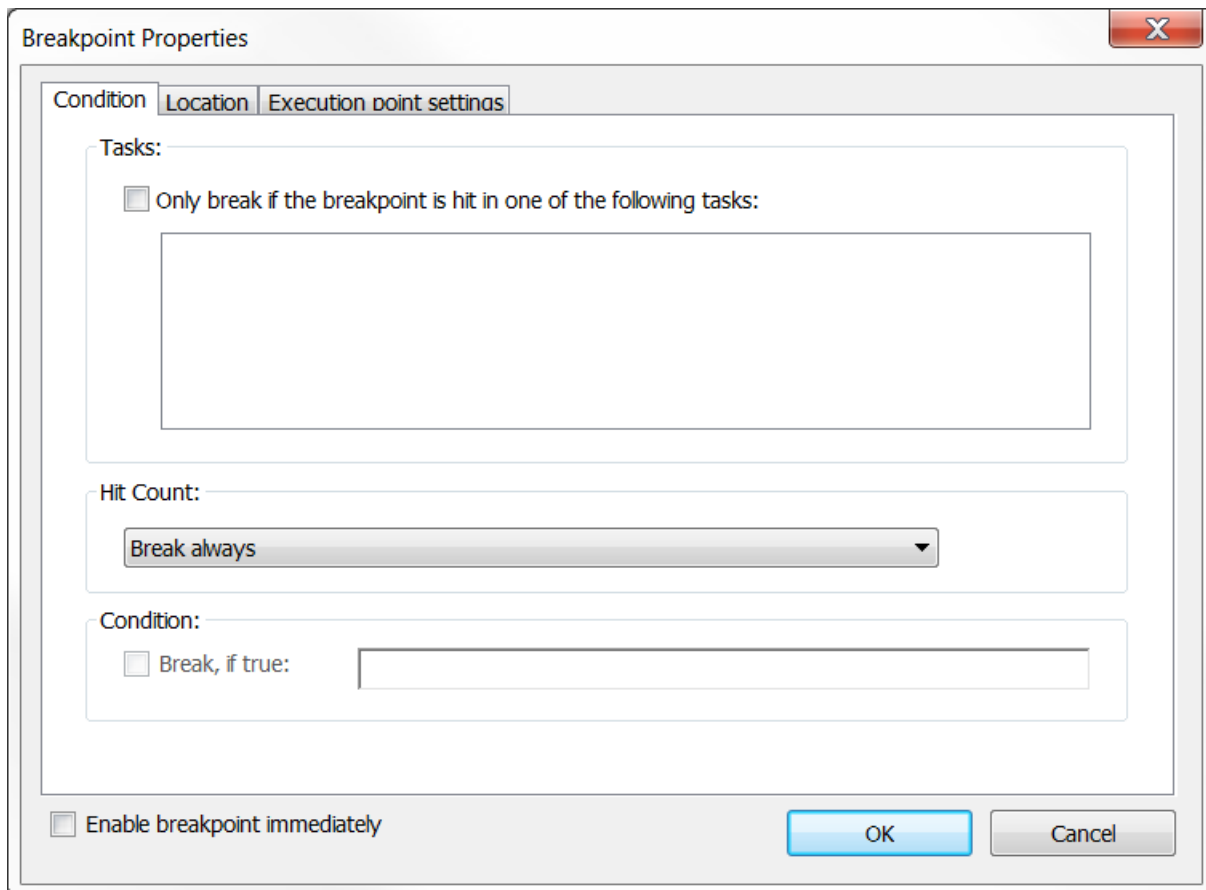 Breakpoint Properties
Condition Location Execution point settings
Tasks:
Only break if the breakpoint is hit in one of the following tasks:
Hit Count:
Break always
Condition:
Break, if true:
Enable breakpoint immediately OK Cancel